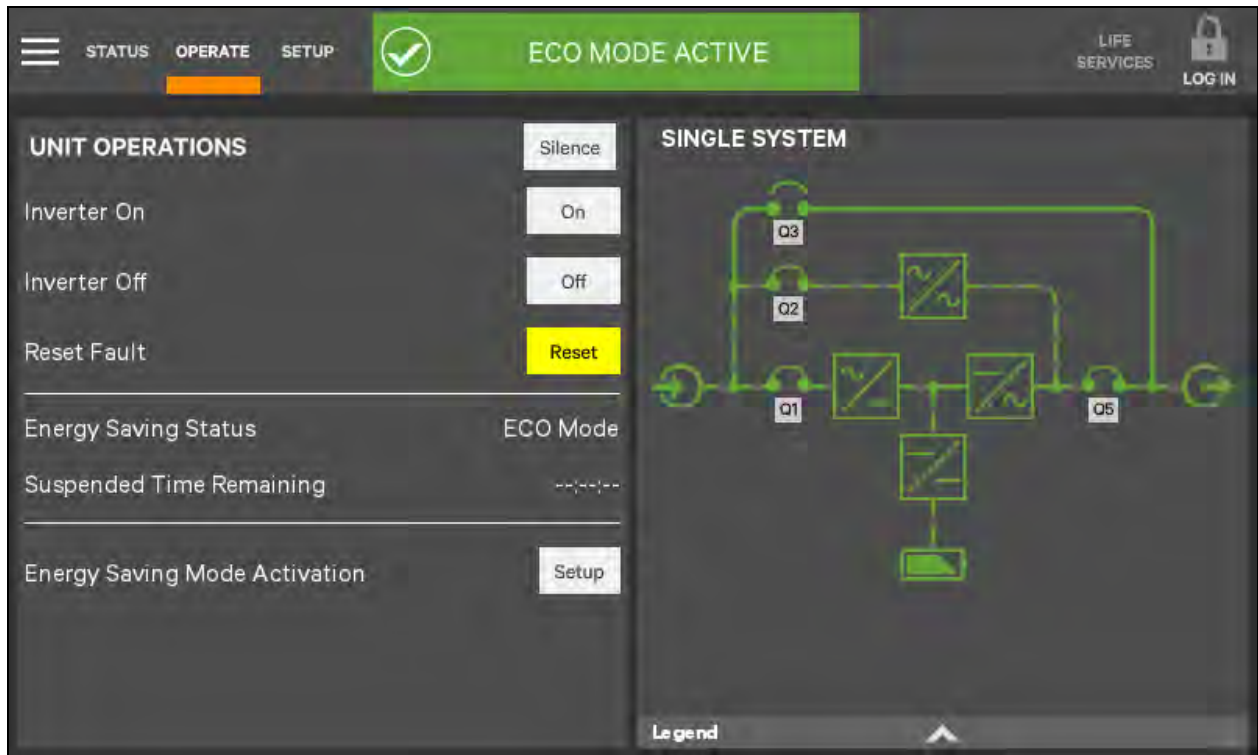 STATUS OPERATE SETUP ECO MODE ACTIVE LIFE
SERVICES
LOG IN
UNIT OPERATIONS Silence
Inverter On On
Inverter Off Off
Reset Fault Reset
Energy Saving Status ECO Mode
Suspended Time Remaining --:--:--
Energy Saving Mode Activation Setup
SINGLE SYSTEM
Q3
Q2
Q1 Q5
Legend